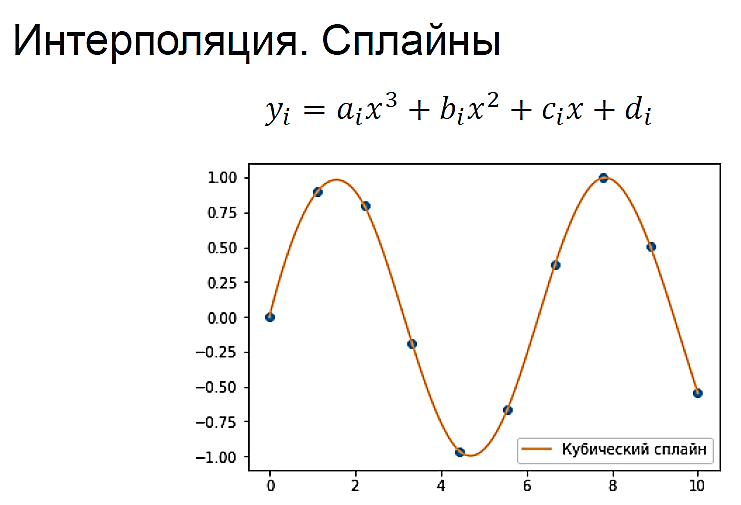 Интерполяция. Сплайны
yᵢ = aᵢx³ + bᵢx² + cᵢx + dᵢ
1.00
0.75
0.50
0.25
0.00
−0.25
−0.50
−0.75
−1.00
Кубический сплайн
0 2 4 6 8 10